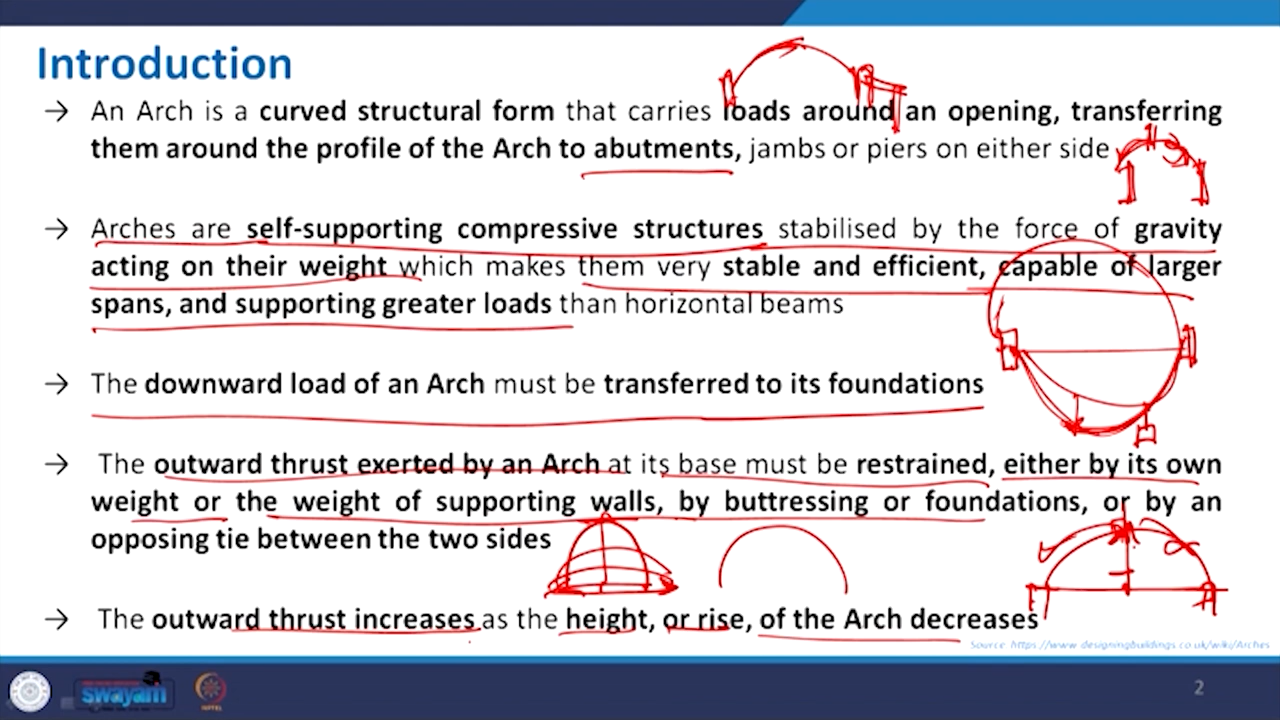 Introduction
→ An Arch is a curved structural form that carries loads around an opening, transferring
them around the profile of the Arch to abutments, jambs or piers on either side
→ Arches are self-supporting compressive structures stabilised by the force of gravity
acting on their weight which makes them very stable and efficient, capable of larger
spans, and supporting greater loads than horizontal beams
→ The downward load of an Arch must be transferred to its foundations
→ The outward thrust exerted by an Arch at its base must be restrained, either by its own
weight or the weight of supporting walls, by buttressing or foundations, or by an
opposing tie between the two sides
→ The outward thrust increases as the height, or rise, of the Arch decreases
Source: https://www.designingbuildings.co.uk/wiki/Arches
swayam
2